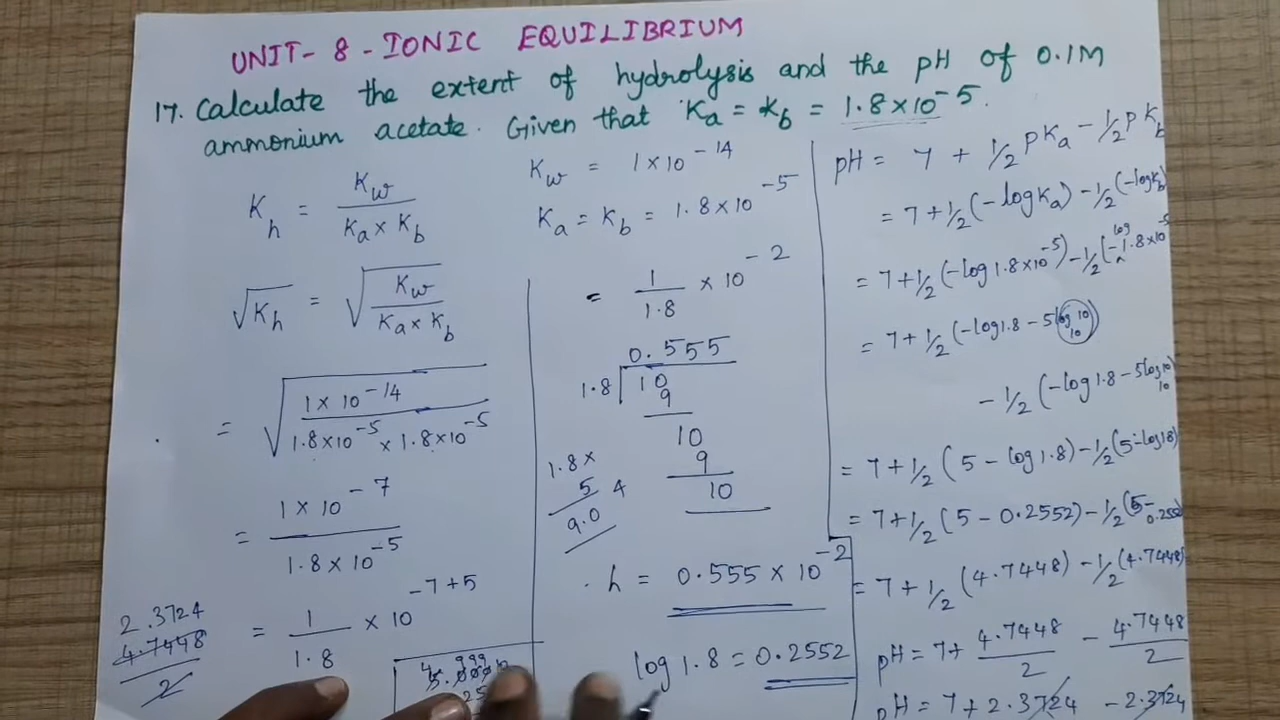 UNIT- 8 - IONIC EQUILIBRIUM
17. Calculate the extent of hydrolysis and the pH of 0.1M
ammonium acetate. Given that Ka = Kb = 1.8×10^-5.
Kh = Kw / Ka × Kb
√Kh = √(Kw / Ka × Kb)
= √(1×10^-14 / 1.8×10^-5 × 1.8×10^-5)
= 1×10^-7 / 1.8×10^-5
= 1/1.8 × 10^-7+5
2.3724
4.7448
2
Kw = 1×10^-14
Ka = Kb = 1.8×10^-5
= 1/1.8 × 10^-2
0.555
1.8 10
9
10
9
10
1.8×
5
9.0
h = 0.555 × 10^-2
log 1.8 = 0.2552
pH = 7 + 1/2 pKa - 1/2 pKb
= 7 + 1/2 (-log Ka) - 1/2 (-log Kb)
= 7 + 1/2 (-log 1.8×10^-5) - 1/2 (-log 1.8×10^-5)
= 7 + 1/2 (-log 1.8 - 5 log 10 10)
- 1/2 (-log 1.8 - 5 log 10 10)
= 7 + 1/2 (5 - log 1.8) - 1/2 (5 - log 1.8)
= 7 + 1/2 (5 - 0.2552) - 1/2 (5 - 0.2552)
= 7 + 1/2 (4.7448) - 1/2 (4.7448)
pH = 7 + 4.7448/2 - 4.7448/2
pH = 7 + 2.3724 - 2.3724